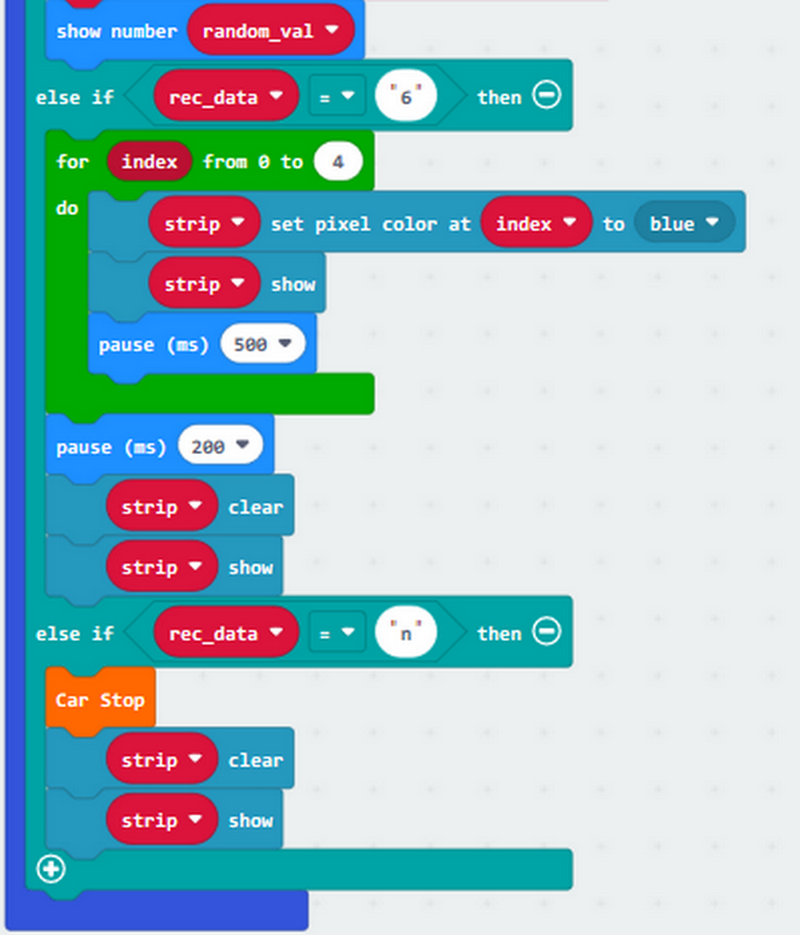 show number random_val
else if rec_data = "6" then
for index from 0 to 4
do
strip set pixel color at index to blue
strip show
pause (ms) 500
pause (ms) 200
strip clear
strip show
else if rec_data = "n" then
Car Stop
strip clear
strip show